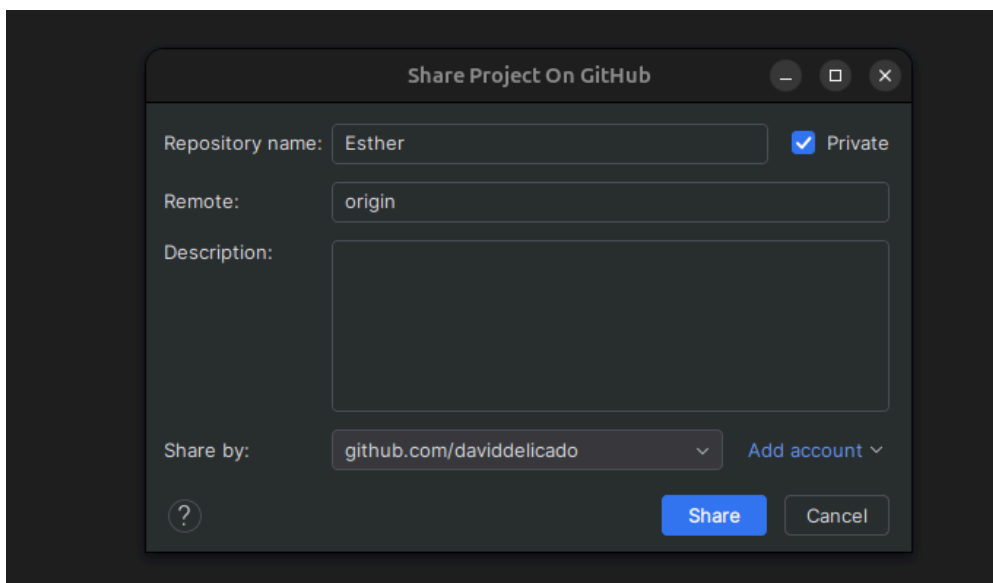 Share Project On GitHub
Repository name: Esther Private
Remote: origin
Description:
Share by: github.com/daviddelicado Add account
? Share Cancel